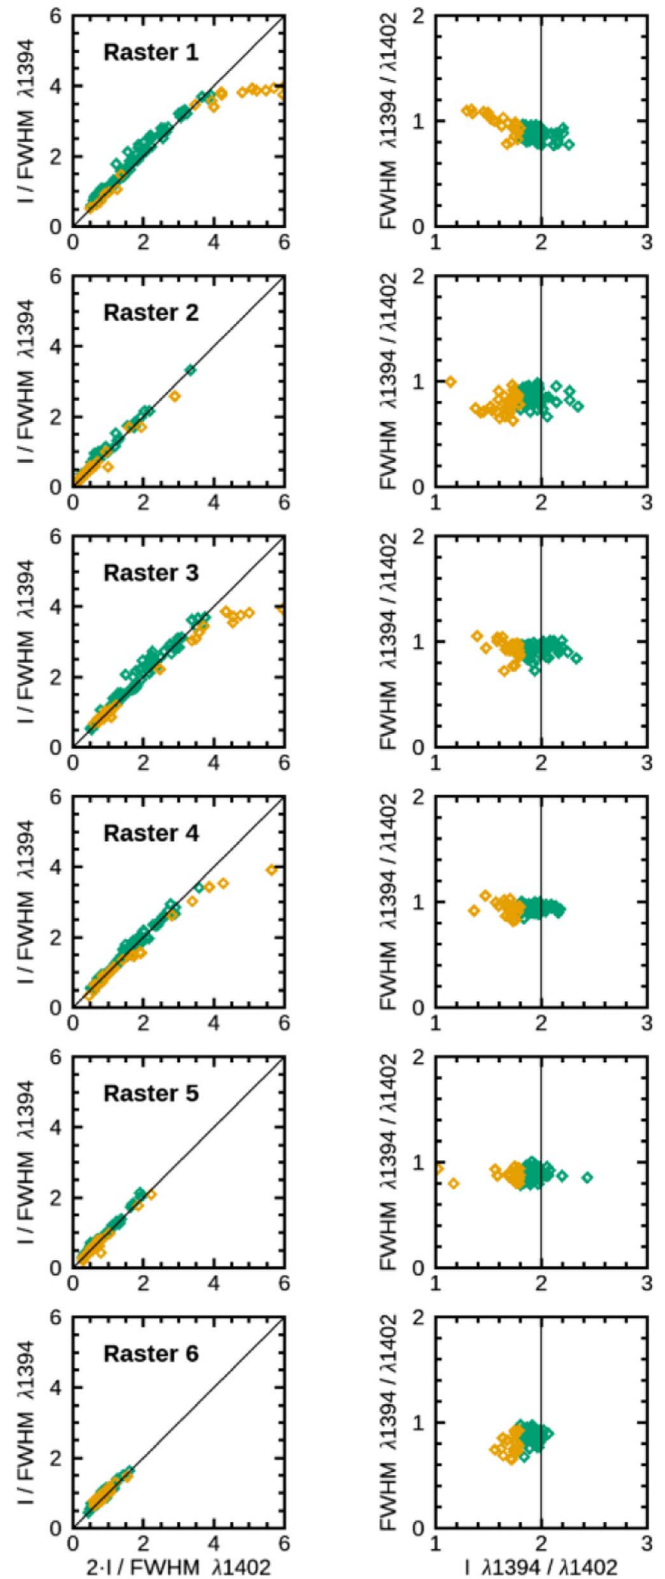 Raster 1
I / FWHM λ1394
6
4
2
0
0 2 4 6
FWHM λ1394 / λ1402
2
1
0
1 2 3
Raster 2
I / FWHM λ1394
6
4
2
0
0 2 4 6
FWHM λ1394 / λ1402
2
1
0
1 2 3
Raster 3
I / FWHM λ1394
6
4
2
0
0 2 4 6
FWHM λ1394 / λ1402
2
1
0
1 2 3
Raster 4
I / FWHM λ1394
6
4
2
0
0 2 4 6
FWHM λ1394 / λ1402
2
1
0
1 2 3
Raster 5
I / FWHM λ1394
6
4
2
0
0 2 4 6
FWHM λ1394 / λ1402
2
1
0
1 2 3
Raster 6
I / FWHM λ1394
6
4
2
0
0 2 4 6
2·I / FWHM λ1402
FWHM λ1394 / λ1402
2
1
0
1 2 3
I λ1394 / λ1402